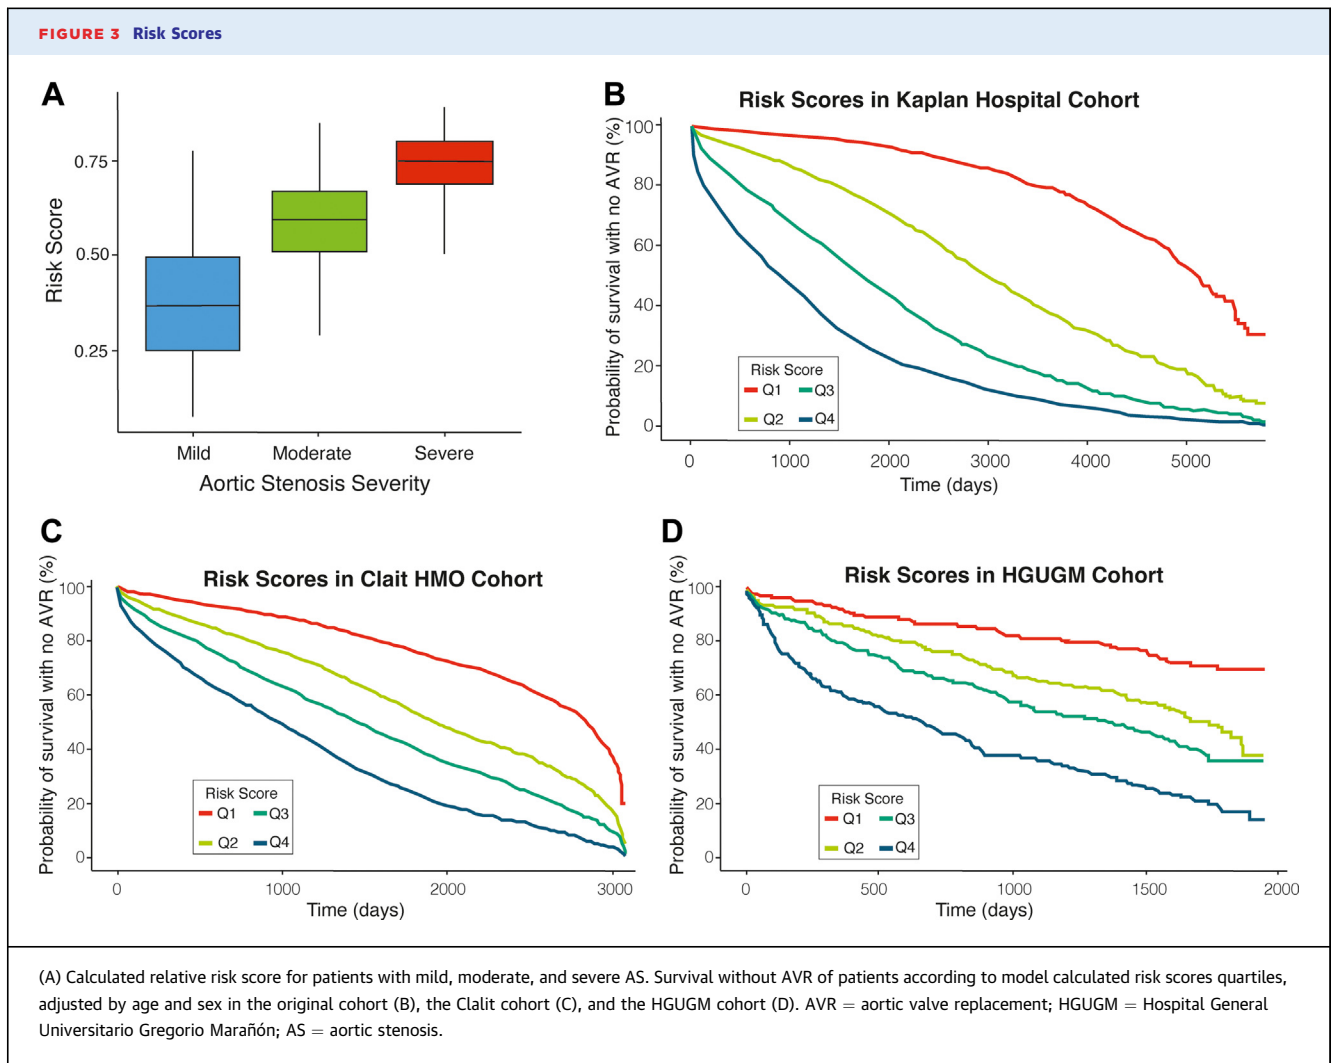 FIGURE 3 Risk Scores
A
Risk Score
0.75
0.50
0.25
Mild Moderate Severe
Aortic Stenosis Severity
B
Risk Scores in Kaplan Hospital Cohort
Probability of survival with no AVR (%)
100
80
60
40
20
0
Risk Score
Q1 Q3
Q2 Q4
0 1000 2000 3000 4000 5000
Time (days)
C
Risk Scores in Clait HMO Cohort
Probability of survival with no AVR (%)
100
80
60
40
20
0
Risk Score
Q1 Q3
Q2 Q4
0 1000 2000 3000
Time (days)
D
Risk Scores in HGUGM Cohort
Probability of survival with no AVR (%)
100
80
60
40
20
0
Risk Score
Q1 Q3
Q2 Q4
0 500 1000 1500 2000
Time (days)
(A) Calculated relative risk score for patients with mild, moderate, and severe AS. Survival without AVR of patients according to model calculated risk scores quartiles,
adjusted by age and sex in the original cohort (B), the Clalit cohort (C), and the HGUGM cohort (D). AVR = aortic valve replacement; HGUGM = Hospital General
Universitario Gregorio Marañón; AS = aortic stenosis.